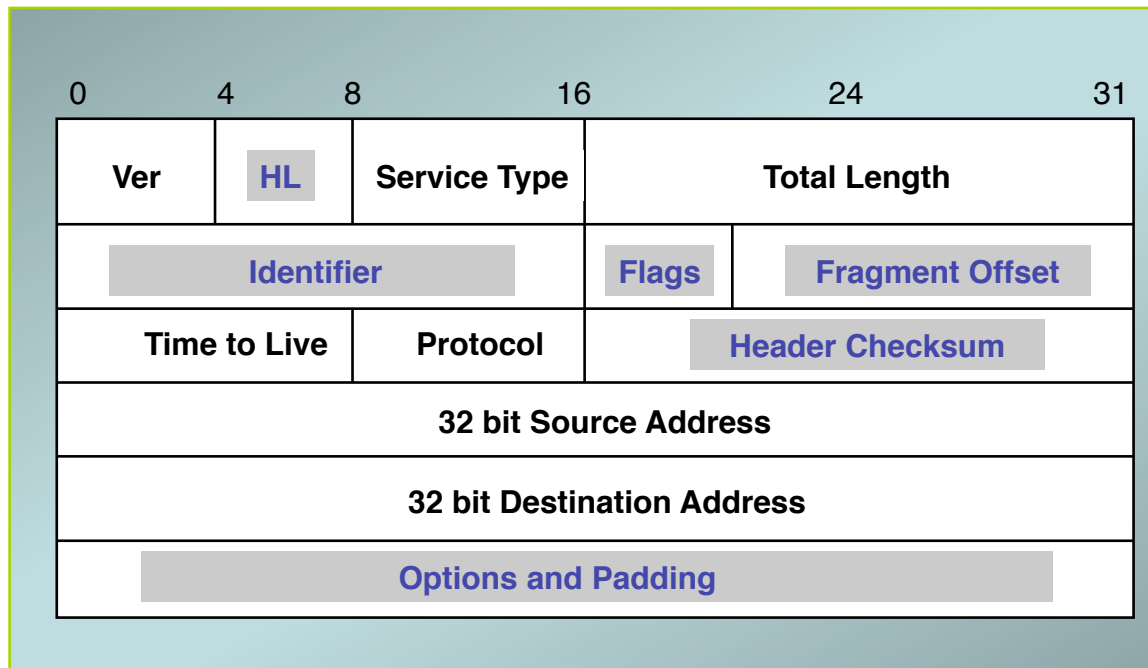 0 4 8 16 24 31
Ver HL Service Type Total Length
Identifier Flags Fragment Offset
Time to Live Protocol Header Checksum
32 bit Source Address
32 bit Destination Address
Options and Padding